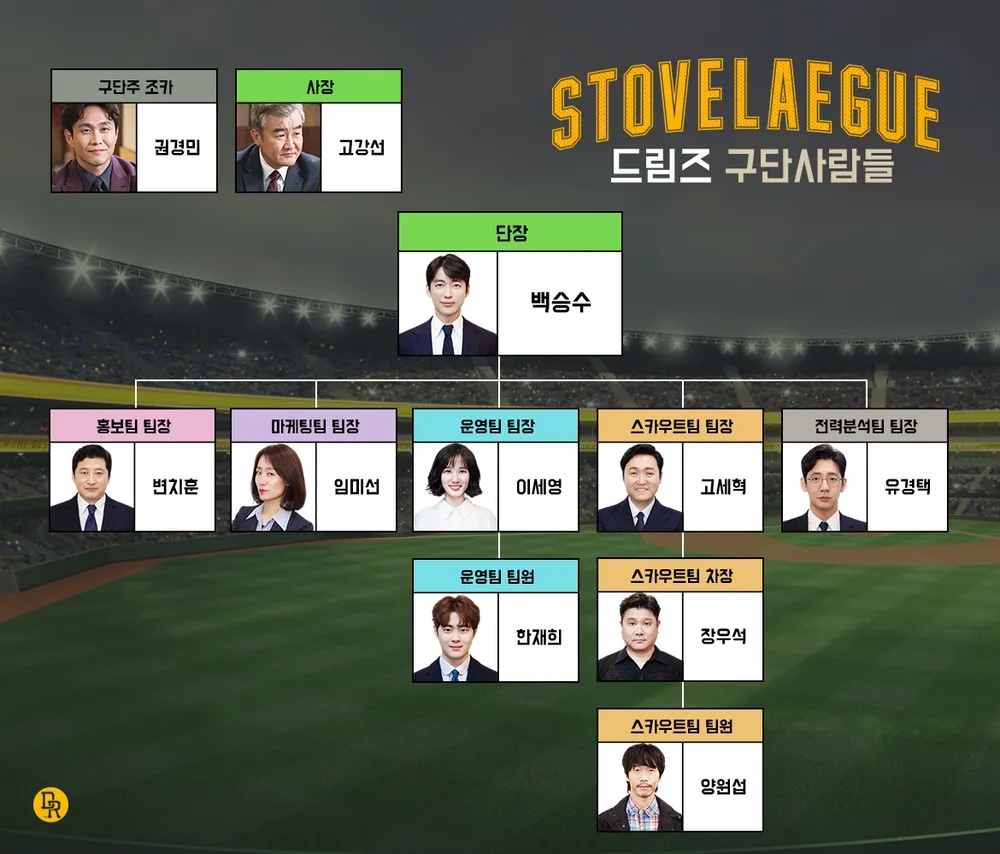 STOVELAEGUE
드림즈 구단사람들
구단주 조카
권경민
사장
고강선
단장
백승수
홍보팀 팀장
변치훈
마케팅팀 팀장
임미선
운영팀 팀장
이세영
스카우트팀 팀장
고세혁
전력분석팀 팀장
유경택
운영팀 팀원
한재희
스카우트팀 차장
장우석
스카우트팀 팀원
양원섭
DR